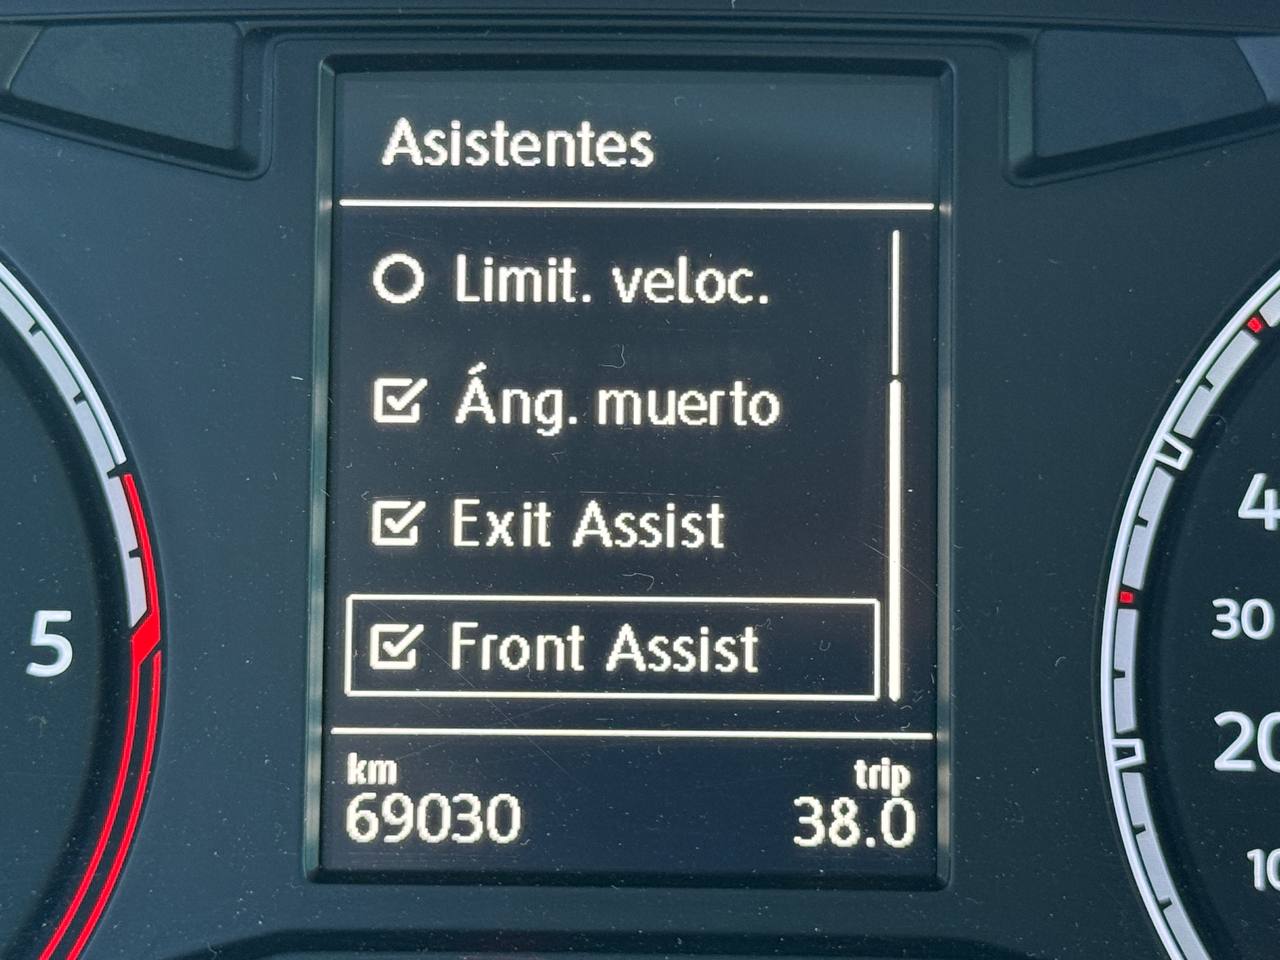 Asistentes
Limit. veloc.
Áng. muerto
Exit Assist
Front Assist
km
trip
69030
38.0
5
30
20